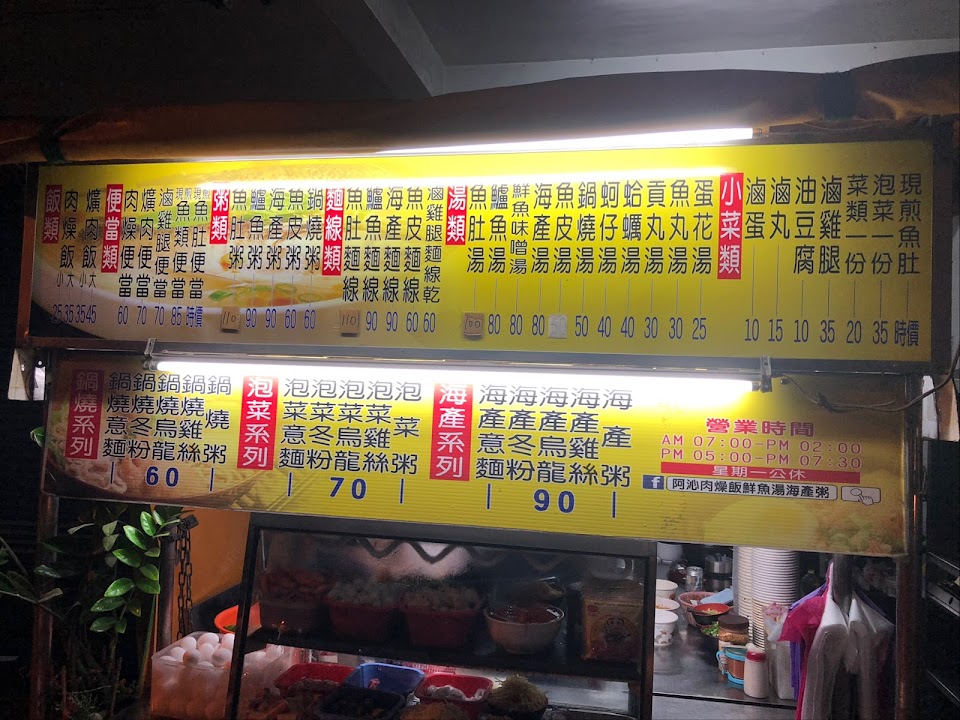 飯類
肉燥飯 小25 大35
爌肉飯 小35 大45
便當類
肉燥便當 60
爌肉便當 70
滷雞腿便當 70
現煎魚類便當 85
現煎魚肚便當 時價
粥類
魚肚粥 110
鱸魚粥 90
海產粥 90
魚皮粥 60
鍋燒粥 60
麵線類
魚肚麵線 110
鱸魚麵線 90
海產麵線 90
魚皮麵線 60
滷雞腿麵線乾 60
湯類
魚肚湯 100
鱸魚湯 80
鮮魚味噌湯 80
海產湯 80
魚皮湯
鍋燒湯 50
蚵仔湯 40
蛤蠣湯 40
貢丸湯 30
魚丸湯 30
蛋花湯 25
小菜類
滷蛋 10
滷丸 15
油豆腐 10
滷雞腿 35
菜類一份 20
泡菜一份 35
現煎魚肚 時價
鍋燒系列
鍋燒意麵
鍋燒冬粉
鍋燒烏龍
鍋燒雞絲
鍋燒粥
60
泡菜系列
泡菜意麵
泡菜冬粉
泡菜烏龍
泡菜雞絲
泡菜粥
70
海產系列
海產意麵
海產冬粉
海產烏龍
海產雞絲
海產粥
90
營業時間
AM 07:00-PM 02:00
PM 05:00-PM 07:30
星期一公休
f 阿沁肉燥飯鮮魚湯海產粥